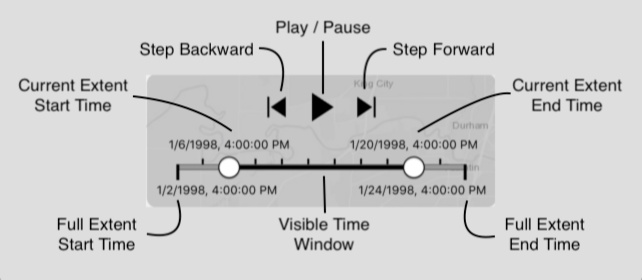 Play / Pause
Step Backward
Step Forward
Current Extent
Start Time
King City
Current Extent
End Time
Durham
1/6/1998, 4:00:00 PM
1/20/1998, 4:00:00 PM
1/2/1998, 4:00:00 PM
1/24/1998, 4:00:00 PM
Full Extent
Start Time
Visible Time
Window
Full Extent
End Time